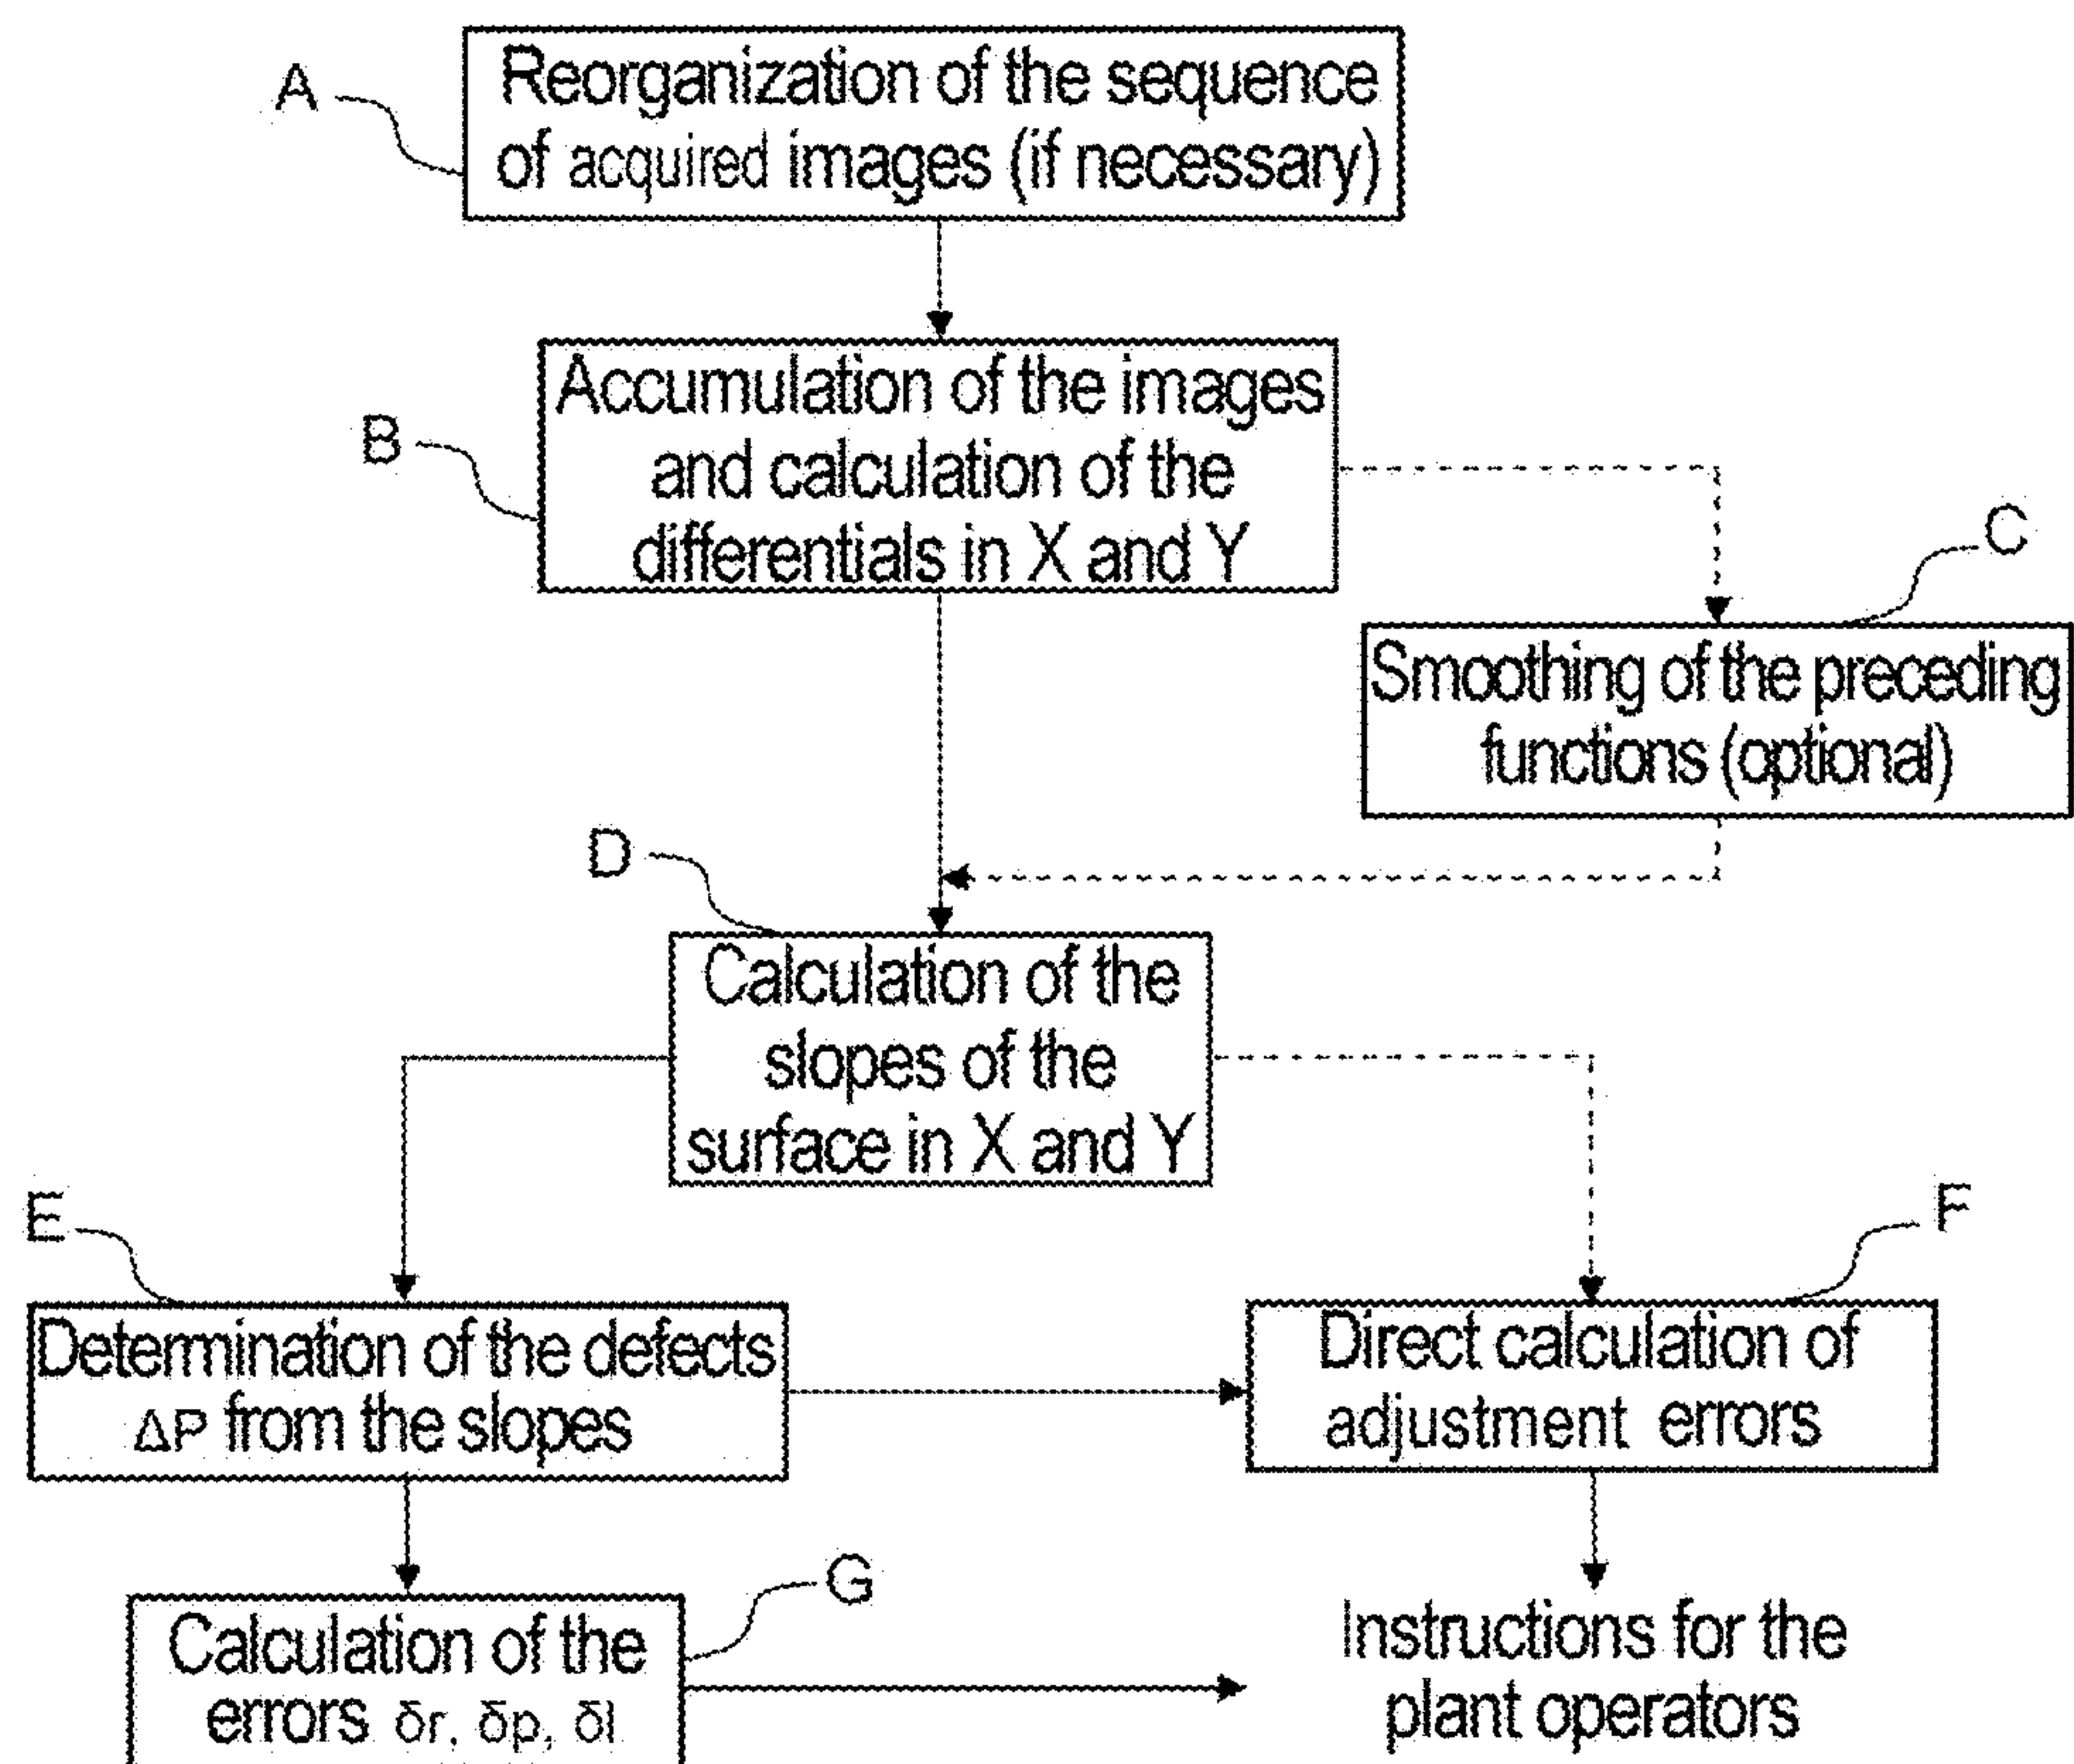 A
Reorganization of the sequence
of acquired images (if necessary)
B
Accumulation of the images
and calculation of the
differentials in X and Y
C
Smoothing of the preceding
functions (optional)
D
Calculation of the
slopes of the
surface in X and Y
E
Determination of the defects
ΔP from the slopes
F
Direct calculation of
adjustment errors
G
Calculation of the
errors δr, δp, δl
Instructions for the
plant operators